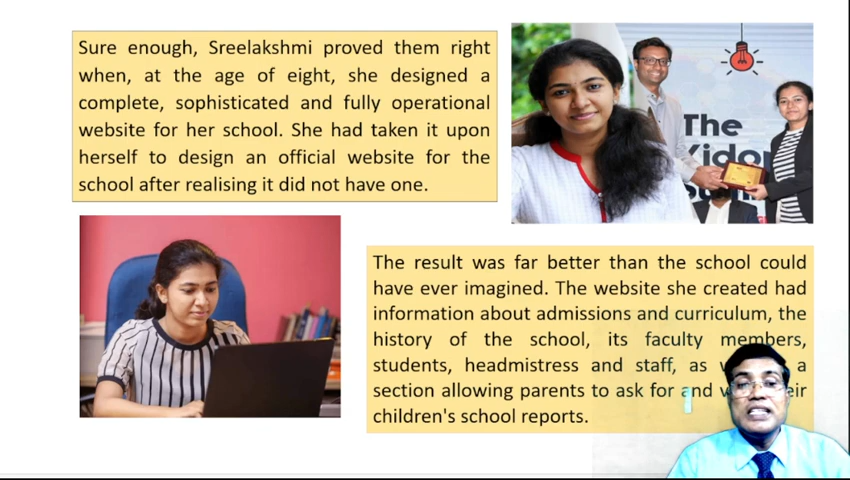 Sure enough, Sreelakshmi proved them right
when, at the age of eight, she designed a
complete, sophisticated and fully operational
website for her school. She had taken it upon
herself to design an official website for the
school after realising it did not have one.
The
The result was far better than the school could
have ever imagined. The website she created had
information about admissions and curriculum, the
history of the school, its faculty members,
students, headmistress and staff, as a
section allowing parents to ask for and
children's school reports.